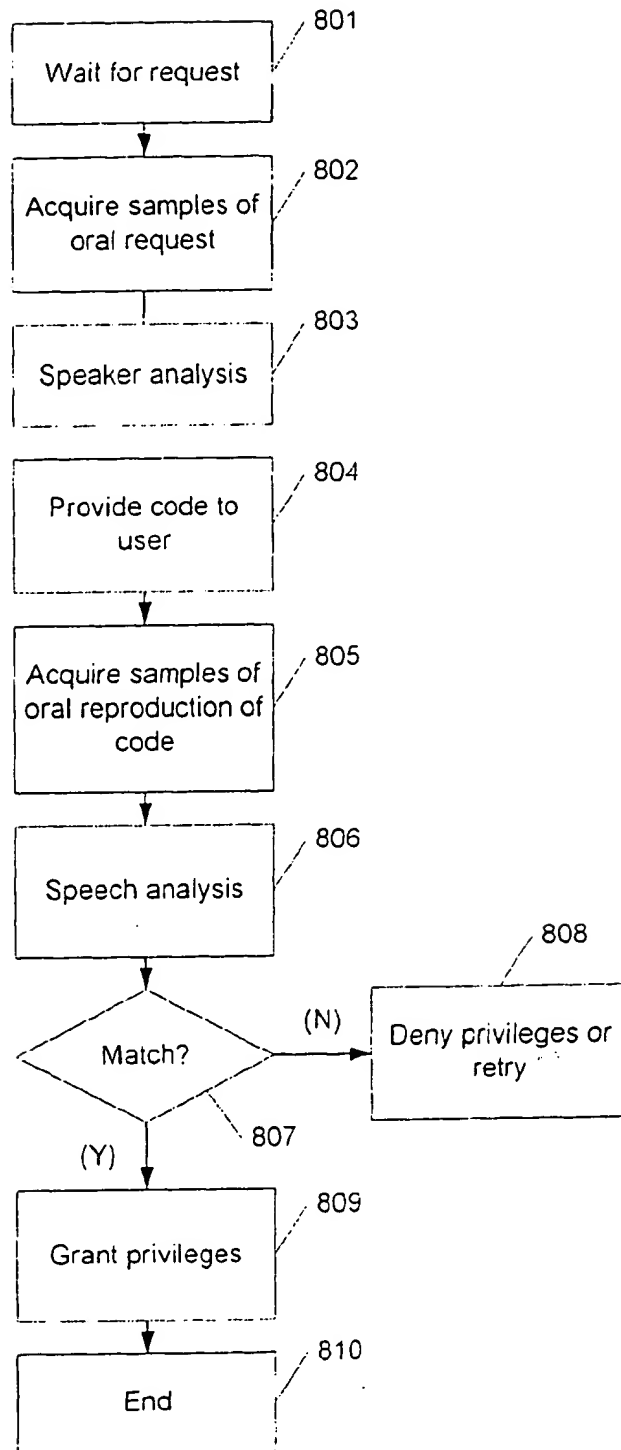 801
Wait for request
802
Acquire samples of
oral request
803
Speaker analysis
804
Provide code to
user
805
Acquire samples of
oral reproduction of
code
806
Speech analysis
808
(N)
Deny privileges or
retry
Match?
807
(Y)
809
Grant privileges
810
End